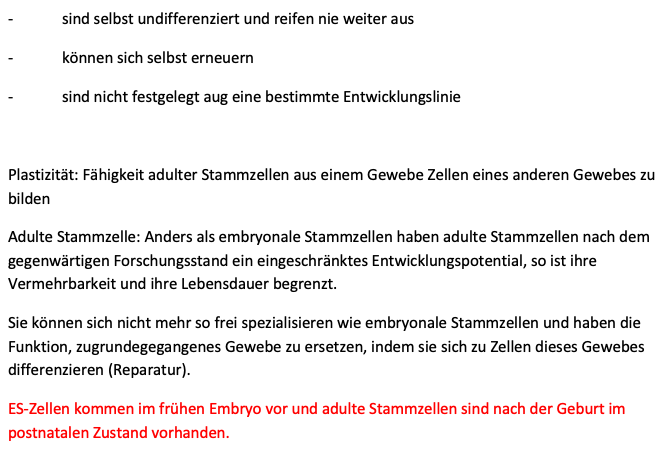 - sind selbst undifferenziert und reifen nie weiter aus
- können sich selbst erneuern
- sind nicht festgelegt aug eine bestimmte Entwicklungslinie
Plastizität: Fähigkeit adulter Stammzellen aus einem Gewebe Zellen eines anderen Gewebes zu
bilden
Adulte Stammzelle: Anders als embryonale Stammzellen haben adulte Stammzellen nach dem
gegenwärtigen Forschungsstand ein eingeschränktes Entwicklungspotential, so ist ihre
Vermehrbarkeit und ihre Lebensdauer begrenzt.
Sie können sich nicht mehr so frei spezialisieren wie embryonale Stammzellen und haben die
Funktion, zugrundegegangenes Gewebe zu ersetzen, indem sie sich zu Zellen dieses Gewebes
differenzieren (Reparatur).
ES-Zellen kommen im frühen Embryo vor und adulte Stammzellen sind nach der Geburt im
postnatalen Zustand vorhanden.